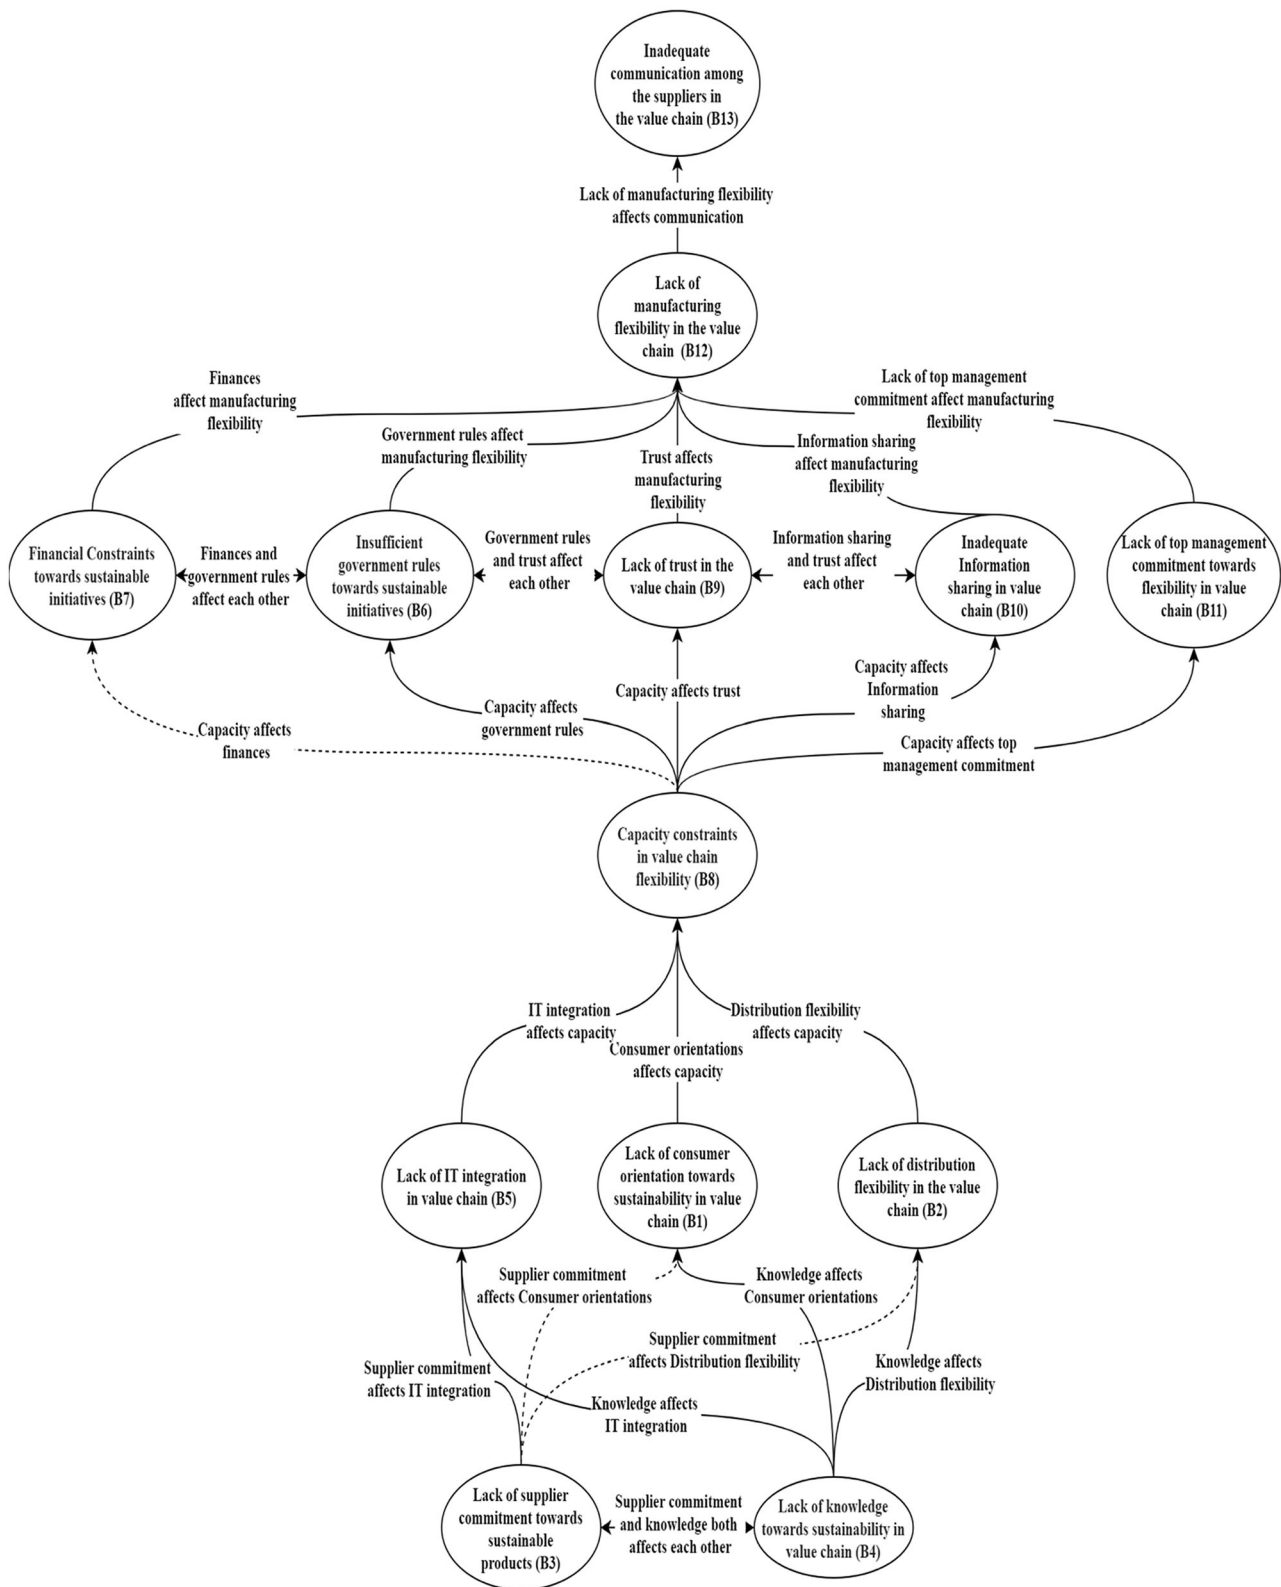 Inadequate
communication among
the suppliers in
the value chain (B13)
Lack of manufacturing flexibility
affects communication
Lack of
manufacturing
flexibility in the value
chain (B12)
Finances
affect manufacturing
flexibility
Government rules affect
manufacturing flexibility
Trust affects
manufacturing
flexibility
Information sharing
affect manufacturing
flexibility
Lack of top management
commitment affect manufacturing
flexibility
Financial Constraints
towards sustainable
initiatives (B7)
Finances and
government rules
affect each other
Insufficient
government rules
towards sustainable
initiatives (B6)
Government rules
and trust affect
each other
Lack of trust in the
value chain (B9)
Information sharing
and trust affect
each other
Inadequate
Information
sharing in value
chain (B10)
Lack of top management
commitment towards
flexibility in value
chain (B11)
Capacity affects
finances
Capacity affects
government rules
Capacity affects trust
Capacity affects
Information
sharing
Capacity affects top
management commitment
Capacity constraints
in value chain
flexibility (B8)
IT integration
affects capacity
Consumer orientations
affects capacity
Distribution flexibility
affects capacity
Lack of IT integration
in value chain (B5)
Lack of consumer
orientation towards
sustainability in value
chain (B1)
Lack of distribution
flexibility in the value
chain (B2)
Supplier commitment
affects Consumer orientations
Knowledge affects
Consumer orientations
Supplier commitment
affects Distribution flexibility
Supplier commitment
affects IT integration
Knowledge affects
Distribution flexibility
Knowledge affects
IT integration
Lack of supplier
commitment towards
sustainable
products (B3)
Supplier commitment
and knowledge both
affects each other
Lack of knowledge
towards sustainability in
value chain (B4)